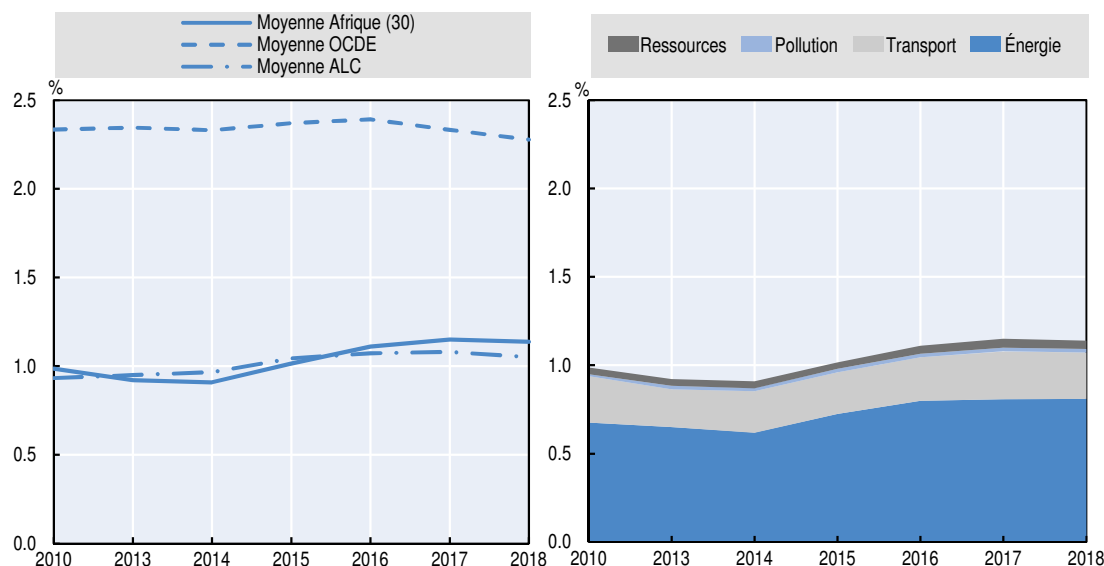 Moyenne Afrique (30)
Moyenne OCDE
Moyenne ALC
%
2.5
2.0
1.5
1.0
0.5
0.0
2010 2013 2014 2015 2016 2017 2018
Ressources Pollution Transport Énergie
%
2.5
2.0
1.5
1.0
0.5
0.0
2010 2013 2014 2015 2016 2017 2018